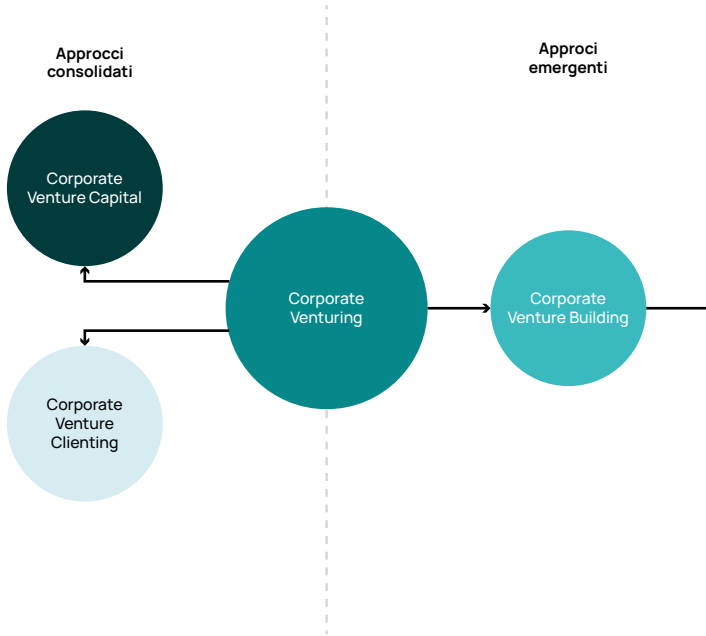 Approcci
consolidati
Approci
emergenti
Corporate
Venture Capital
Corporate
Venturing
Corporate
Venture Building
Corporate
Venture
Clienting